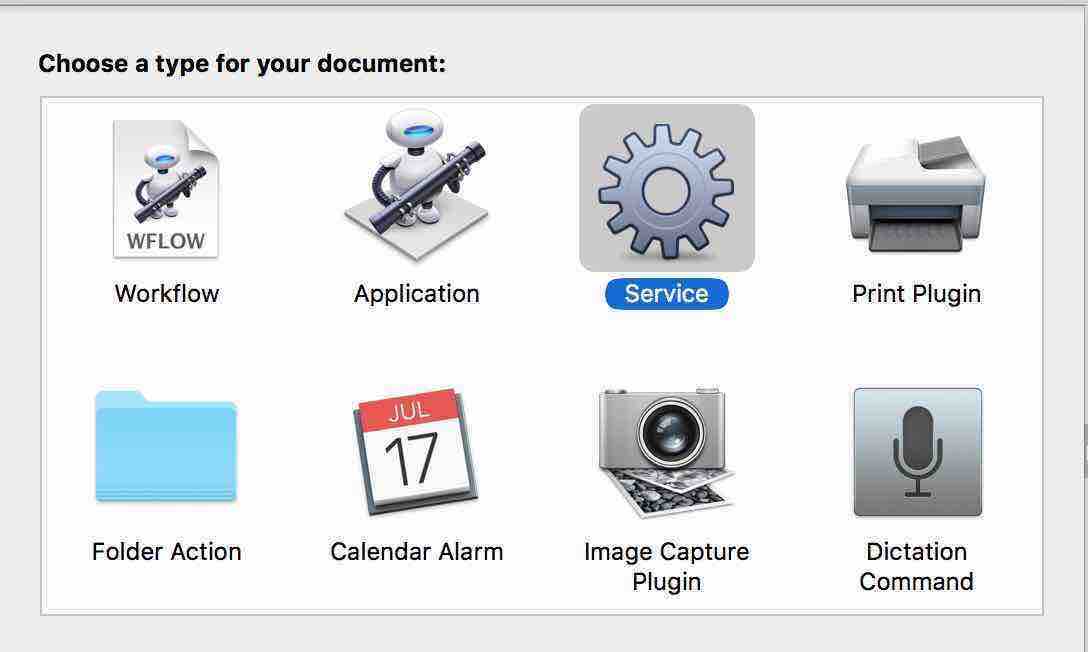 Choose a type for your document:
WFLOW
Workflow
Application
Service
Print Plugin
JUL
17
Folder Action
Calendar Alarm
Image Capture
Plugin
Dictation
Command